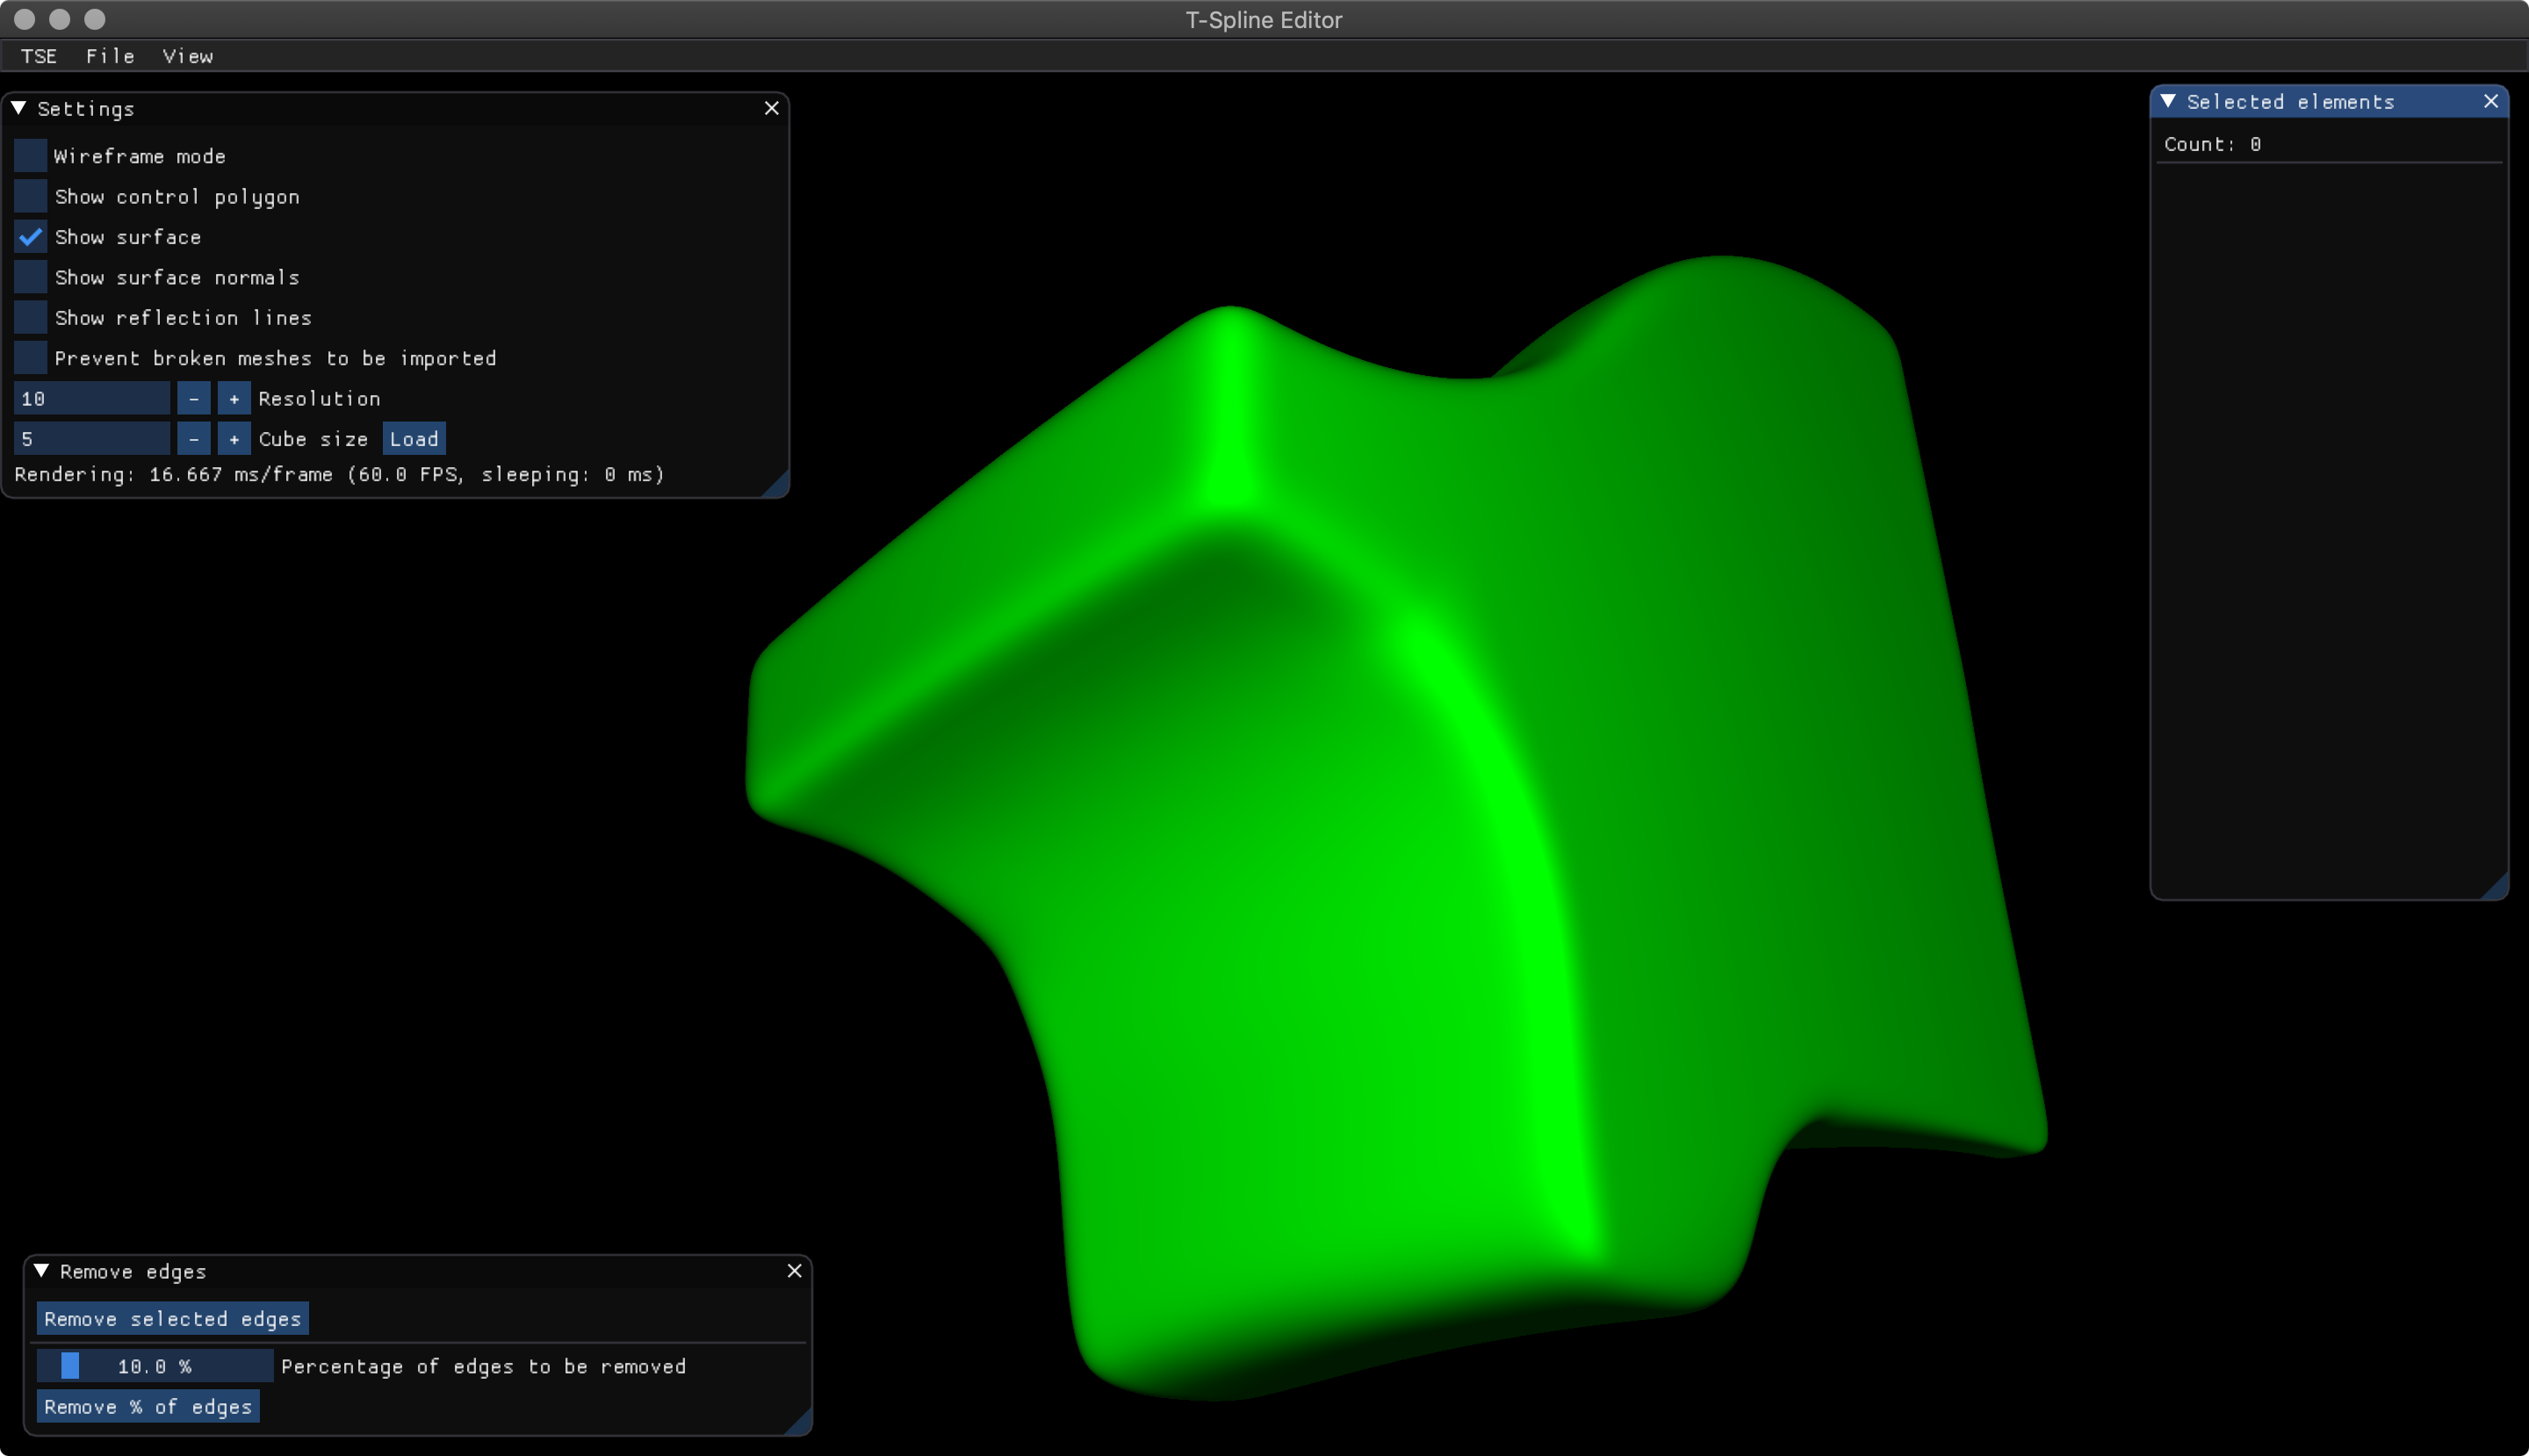 T-Spline Editor
TSE File View
Settings
Wireframe mode
Show control polygon
Show surface
Show surface normals
Show reflection lines
Prevent broken meshes to be imported
10 - + Resolution
5 - + Cube size Load
Rendering: 16.667 ms/frame (60.0 FPS, sleeping: 0 ms)
Selected elements
Count: 0
Remove edges
Remove selected edges
10.0 % Percentage of edges to be removed
Remove % of edges